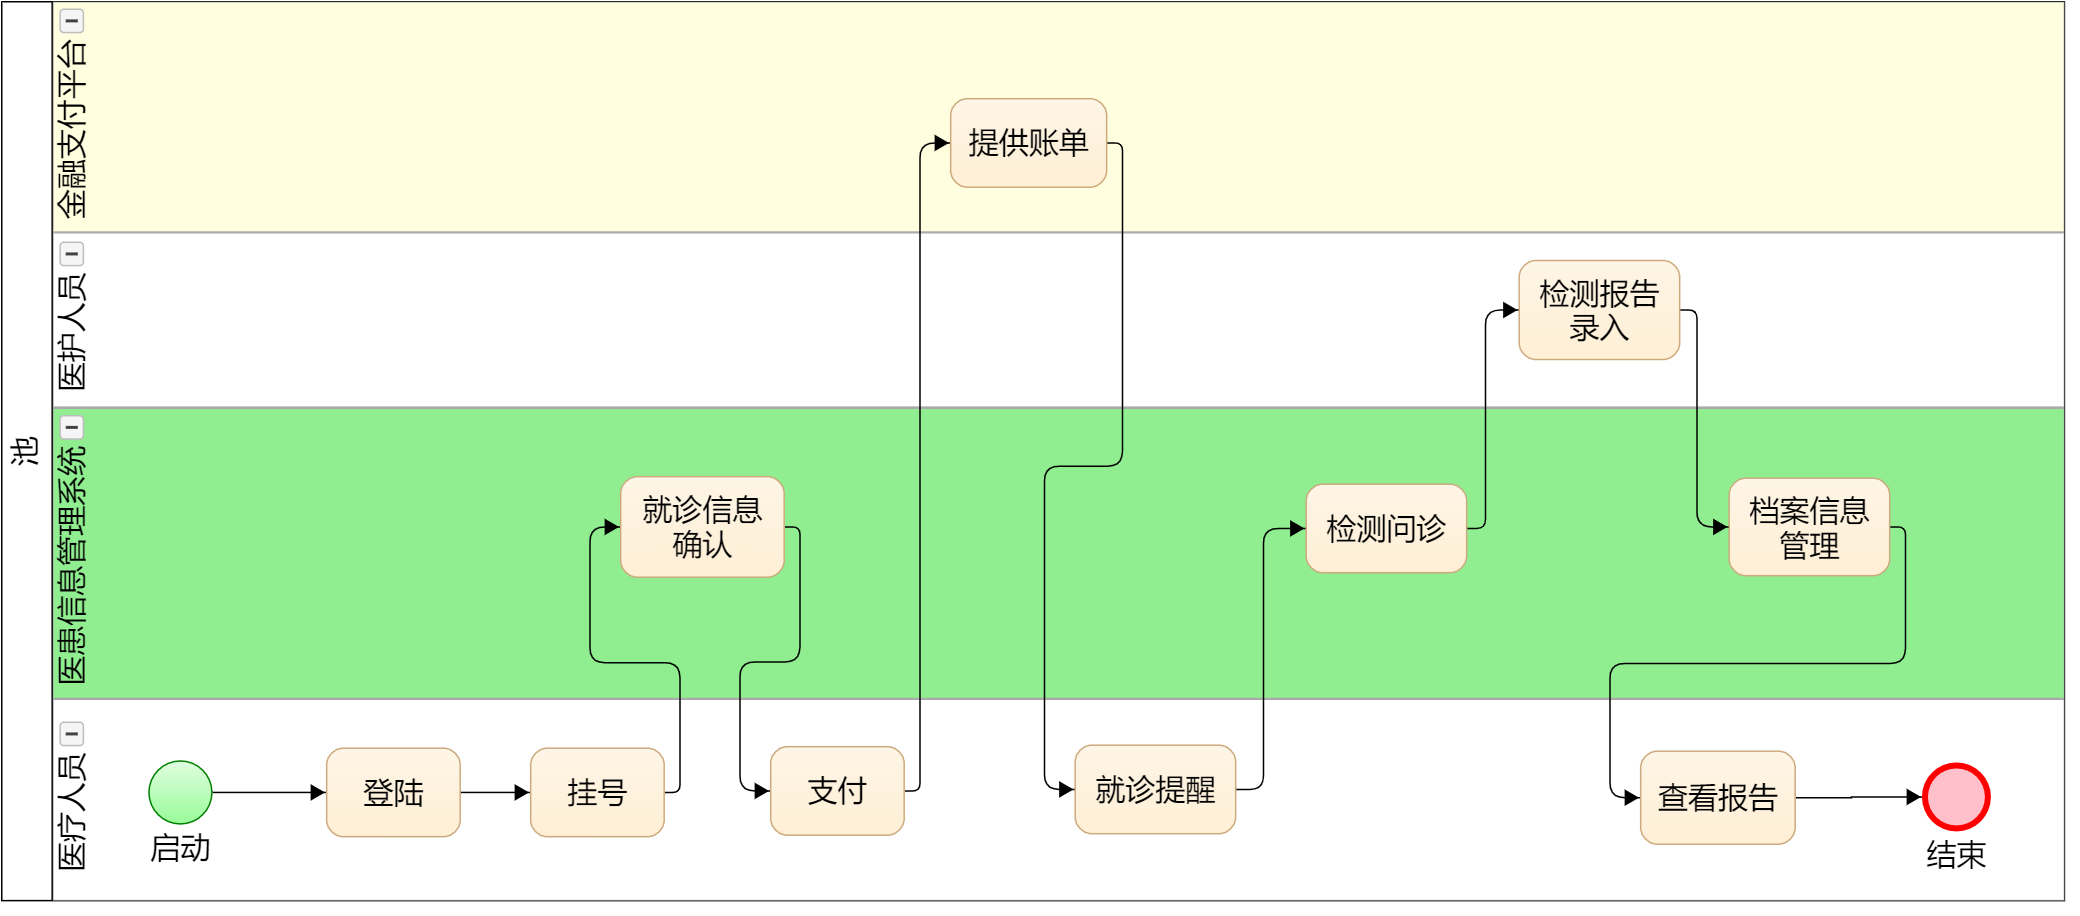 池
金融支付平台
提供账单
医护人员
检测报告
录入
医患信息管理系统
就诊信息
确认
检测问诊
档案信息
管理
医疗人员
启动
登陆
挂号
支付
就诊提醒
查看报告
结束